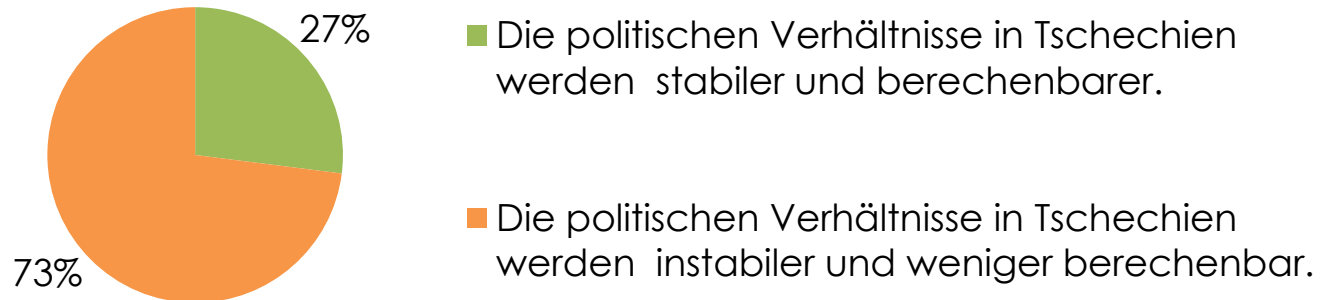 27%
Die politischen Verhältnisse in Tschechien
werden stabiler und berechenbarer.
Die politischen Verhältnisse in Tschechien
werden instabiler und weniger berechenbar.
73%